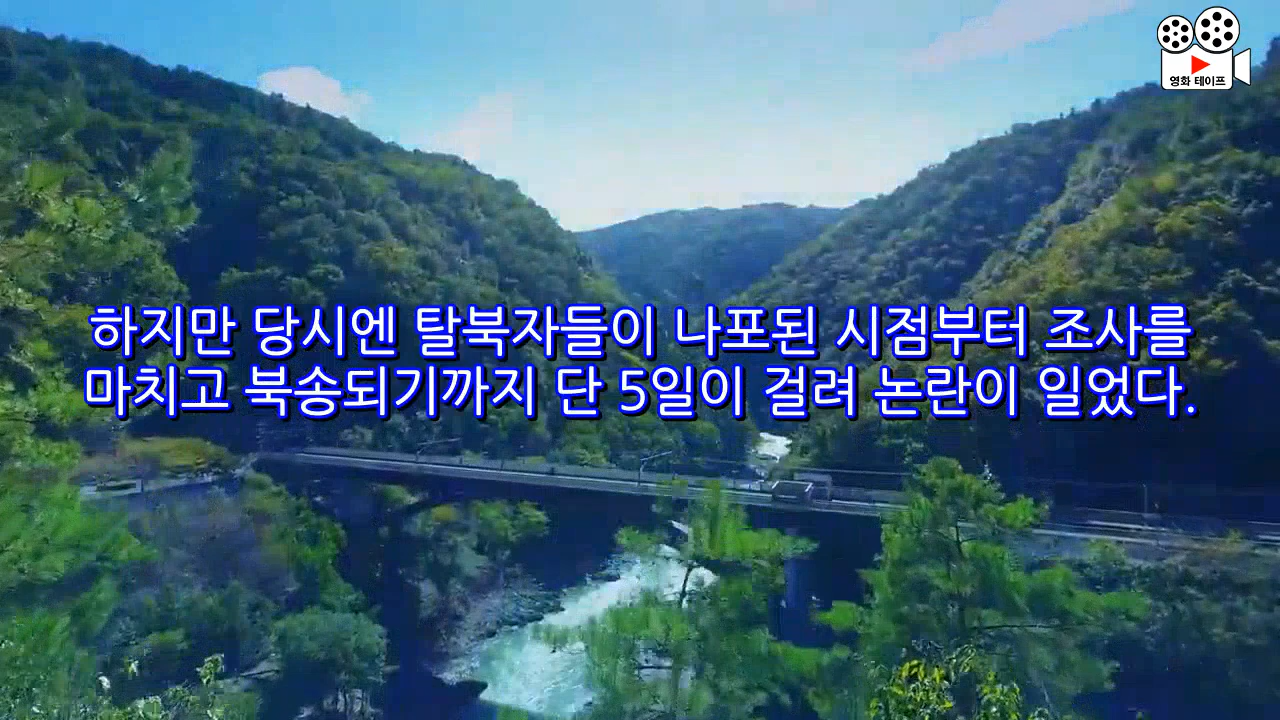 영화 테이프
하지만 당시엔 탈북자들이 나포된 시점부터 조사를
마치고 북송되기까지 단 5일이 걸려 논란이 일었다.